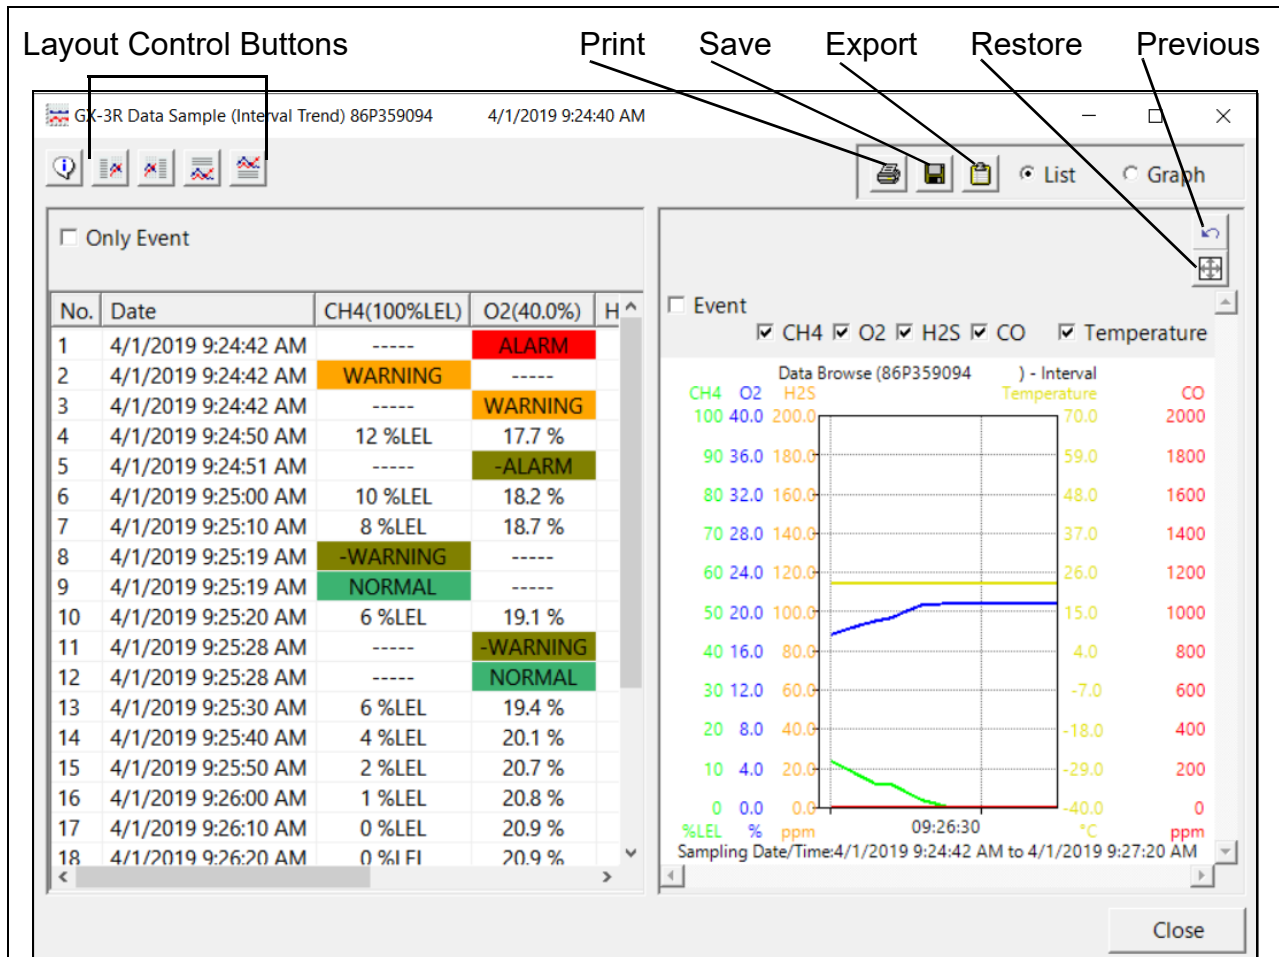 Layout Control Buttons Print Save Export Restore Previous
GX-3R Data Sample (Interval Trend) 86P359094 4/1/2019 9:24:40 AM
List Graph
Only Event
No. Date CH4(100%LEL) O2(40.0%) H
1 4/1/2019 9:24:42 AM ----- ALARM
2 4/1/2019 9:24:42 AM WARNING -----
3 4/1/2019 9:24:42 AM ----- WARNING
4 4/1/2019 9:24:50 AM 12 %LEL 17.7 %
5 4/1/2019 9:24:51 AM ----- -ALARM
6 4/1/2019 9:25:00 AM 10 %LEL 18.2 %
7 4/1/2019 9:25:10 AM 8 %LEL 18.7 %
8 4/1/2019 9:25:19 AM -WARNING -----
9 4/1/2019 9:25:19 AM NORMAL -----
10 4/1/2019 9:25:20 AM 6 %LEL 19.1 %
11 4/1/2019 9:25:28 AM ----- -WARNING
12 4/1/2019 9:25:28 AM ----- NORMAL
13 4/1/2019 9:25:30 AM 6 %LEL 19.4 %
14 4/1/2019 9:25:40 AM 4 %LEL 20.1 %
15 4/1/2019 9:25:50 AM 2 %LEL 20.7 %
16 4/1/2019 9:26:00 AM 1 %LEL 20.8 %
17 4/1/2019 9:26:10 AM 0 %LEL 20.9 %
18 4/1/2019 9:26:20 AM 0 %LEL 20.9 %
Event
CH4 O2 H2S CO Temperature
Data Browse (86P359094 ) - Interval
CH4 O2 H2S Temperature CO
100 40.0 200.0 70.0 2000
90 36.0 180.0 59.0 1800
80 32.0 160.0 48.0 1600
70 28.0 140.0 37.0 1400
60 24.0 120.0 26.0 1200
50 20.0 100.0 15.0 1000
40 16.0 80.0 4.0 800
30 12.0 60.0 -7.0 600
20 8.0 40.0 -18.0 400
10 4.0 20.0 -29.0 200
0 0.0 0.0 -40.0 0
%LEL % ppm 09:26:30 °C ppm
Sampling Date/Time:4/1/2019 9:24:42 AM to 4/1/2019 9:27:20 AM
Close